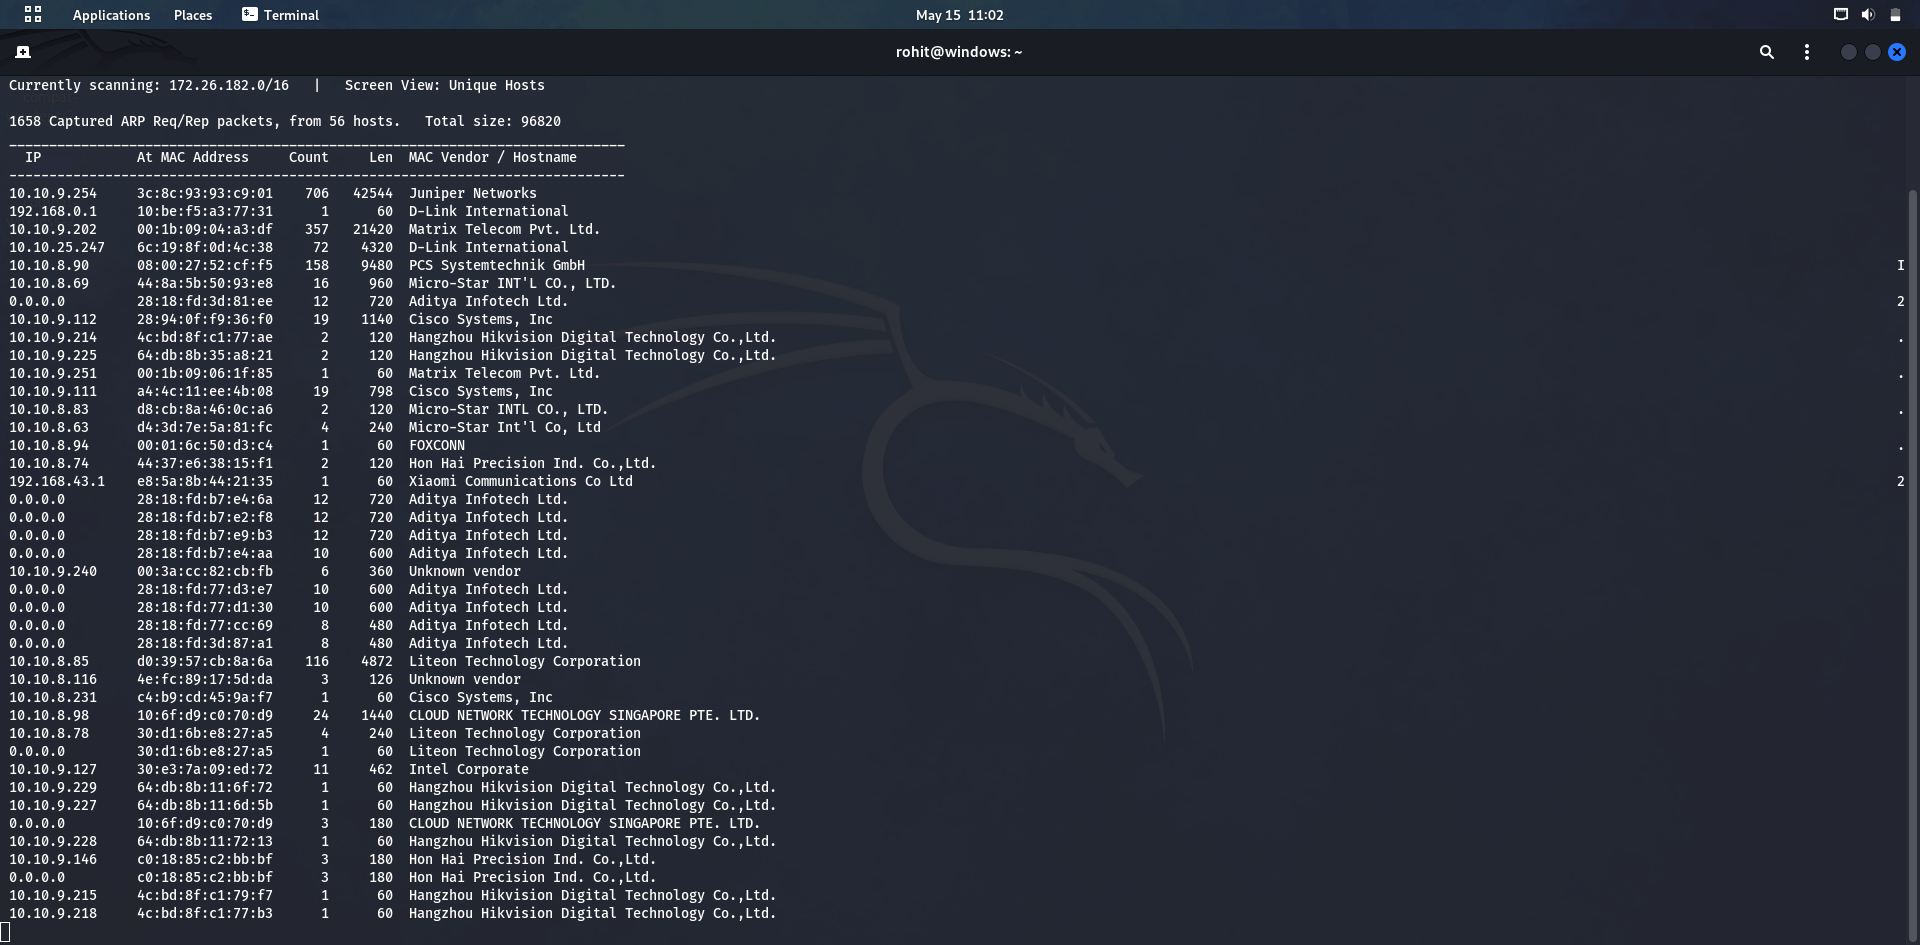 Applications Places Terminal May 15 11:02
rohit@windows: ~
Currently scanning: 172.26.182.0/16 | Screen View: Unique Hosts
1658 Captured ARP Req/Rep packets, from 56 hosts. Total size: 96820
_____________________________________________________________________________
IP At MAC Address Count Len MAC Vendor / Hostname
-----------------------------------------------------------------------------
10.10.9.254 3c:8c:93:93:c9:01 706 42544 Juniper Networks
192.168.0.1 10:be:f5:a3:77:31 1 60 D-Link International
10.10.9.202 00:1b:09:04:a3:df 357 21420 Matrix Telecom Pvt. Ltd.
10.10.25.247 6c:19:8f:0d:4c:38 72 4320 D-Link International
10.10.8.90 08:00:27:52:cf:f5 158 9480 PCS Systemtechnik GmbH I
10.10.8.69 44:8a:5b:50:93:e8 16 960 Micro-Star INT'L CO., LTD.
0.0.0.0 28:18:fd:3d:81:ee 12 720 Aditya Infotech Ltd. 2
10.10.9.112 28:94:0f:f9:36:f0 19 1140 Cisco Systems, Inc
10.10.9.214 4c:bd:8f:c1:77:ae 2 120 Hangzhou Hikvision Digital Technology Co.,Ltd. .
10.10.9.225 64:db:8b:35:a8:21 2 120 Hangzhou Hikvision Digital Technology Co.,Ltd.
10.10.9.251 00:1b:09:06:1f:85 1 60 Matrix Telecom Pvt. Ltd. .
10.10.9.111 a4:4c:11:ee:4b:08 19 798 Cisco Systems, Inc
10.10.8.83 d8:cb:8a:46:0c:a6 2 120 Micro-Star INTL CO., LTD. .
10.10.8.63 d4:3d:7e:5a:81:fc 4 240 Micro-Star Int'l Co, Ltd
10.10.8.94 00:01:6c:50:d3:c4 1 60 FOXCONN .
10.10.8.74 44:37:e6:38:15:f1 2 120 Hon Hai Precision Ind. Co.,Ltd.
192.168.43.1 e8:5a:8b:44:21:35 1 60 Xiaomi Communications Co Ltd 2
0.0.0.0 28:18:fd:b7:e4:6a 12 720 Aditya Infotech Ltd.
0.0.0.0 28:18:fd:b7:e2:f8 12 720 Aditya Infotech Ltd.
0.0.0.0 28:18:fd:b7:e9:b3 12 720 Aditya Infotech Ltd.
0.0.0.0 28:18:fd:b7:e4:aa 10 600 Aditya Infotech Ltd.
10.10.9.240 00:3a:cc:82:cb:fb 6 360 Unknown vendor
0.0.0.0 28:18:fd:77:d3:e7 10 600 Aditya Infotech Ltd.
0.0.0.0 28:18:fd:77:d1:30 10 600 Aditya Infotech Ltd.
0.0.0.0 28:18:fd:77:cc:69 8 480 Aditya Infotech Ltd.
0.0.0.0 28:18:fd:3d:87:a1 8 480 Aditya Infotech Ltd.
10.10.8.85 d0:39:57:cb:8a:6a 116 4872 Liteon Technology Corporation
10.10.8.116 4e:fc:89:17:5d:da 3 126 Unknown vendor
10.10.8.231 c4:b9:cd:45:9a:f7 1 60 Cisco Systems, Inc
10.10.8.98 10:6f:d9:c0:70:d9 24 1440 CLOUD NETWORK TECHNOLOGY SINGAPORE PTE. LTD.
10.10.8.78 30:d1:6b:e8:27:a5 4 240 Liteon Technology Corporation
0.0.0.0 30:d1:6b:e8:27:a5 1 60 Liteon Technology Corporation
10.10.9.127 30:e3:7a:09:ed:72 11 462 Intel Corporate
10.10.9.229 64:db:8b:11:6f:72 1 60 Hangzhou Hikvision Digital Technology Co.,Ltd.
10.10.9.227 64:db:8b:11:6d:5b 1 60 Hangzhou Hikvision Digital Technology Co.,Ltd.
0.0.0.0 10:6f:d9:c0:70:d9 3 180 CLOUD NETWORK TECHNOLOGY SINGAPORE PTE. LTD.
10.10.9.228 64:db:8b:11:72:13 1 60 Hangzhou Hikvision Digital Technology Co.,Ltd.
10.10.9.146 c0:18:85:c2:bb:bf 3 180 Hon Hai Precision Ind. Co.,Ltd.
0.0.0.0 c0:18:85:c2:bb:bf 3 180 Hon Hai Precision Ind. Co.,Ltd.
10.10.9.215 4c:bd:8f:c1:79:f7 1 60 Hangzhou Hikvision Digital Technology Co.,Ltd.
10.10.9.218 4c:bd:8f:c1:77:b3 1 60 Hangzhou Hikvision Digital Technology Co.,Ltd.